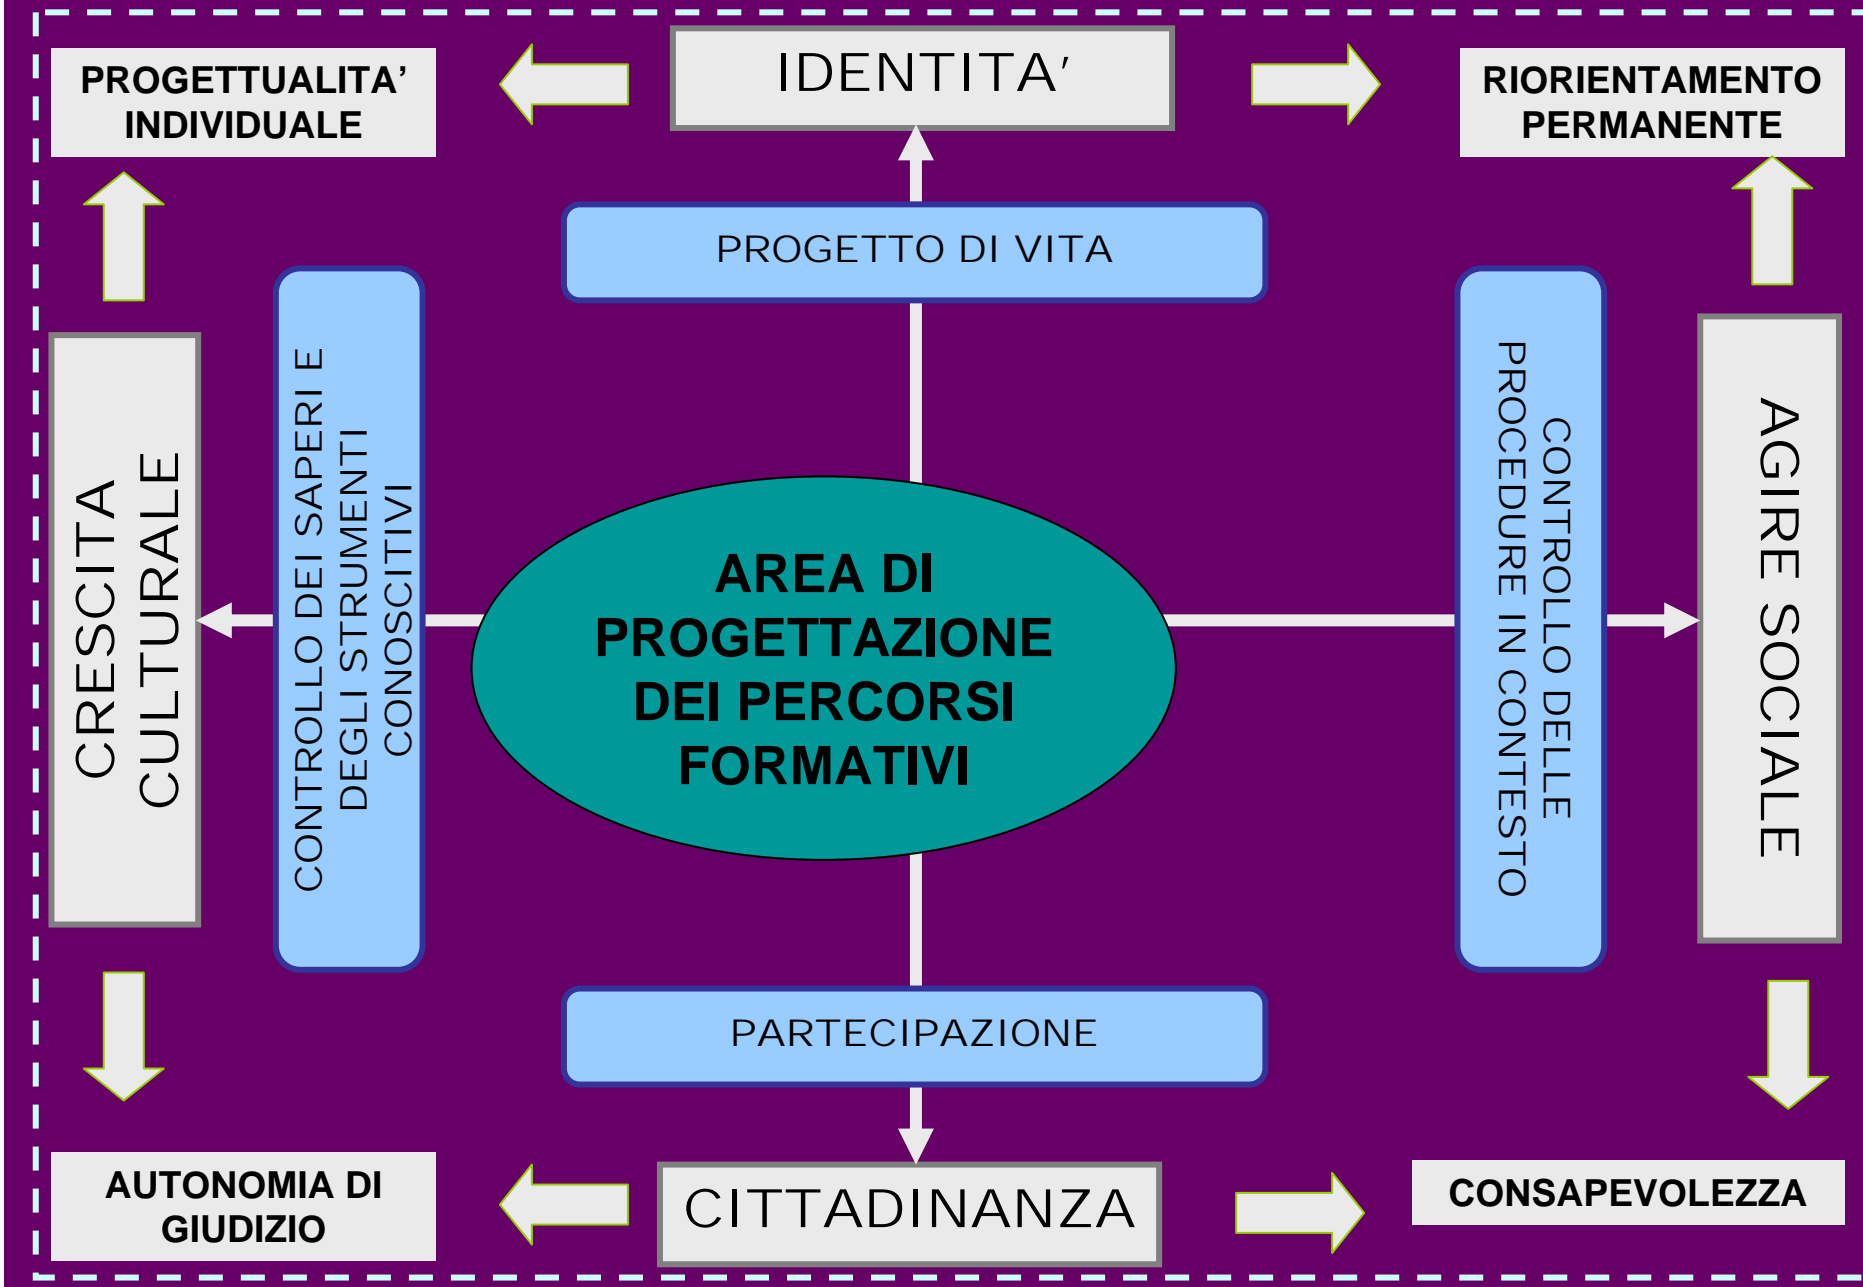 PROGETTUALITA’
INDIVIDUALE
IDENTITA’
RIORIENTAMENTO
PERMANENTE
PROGETTO DI VITA
CRESCITA
CULTURALE
CONTROLLO DEI SAPERI E
DEGLI STRUMENTI
CONOSCITIVI
AREA DI
PROGETTAZIONE
DEI PERCORSI
FORMATIVI
CONTROLLO DELLE
PROCEDURE IN CONTESTO
AGIRE SOCIALE
PARTECIPAZIONE
AUTONOMIA DI
GIUDIZIO
CITTADINANZA
CONSAPEVOLEZZA